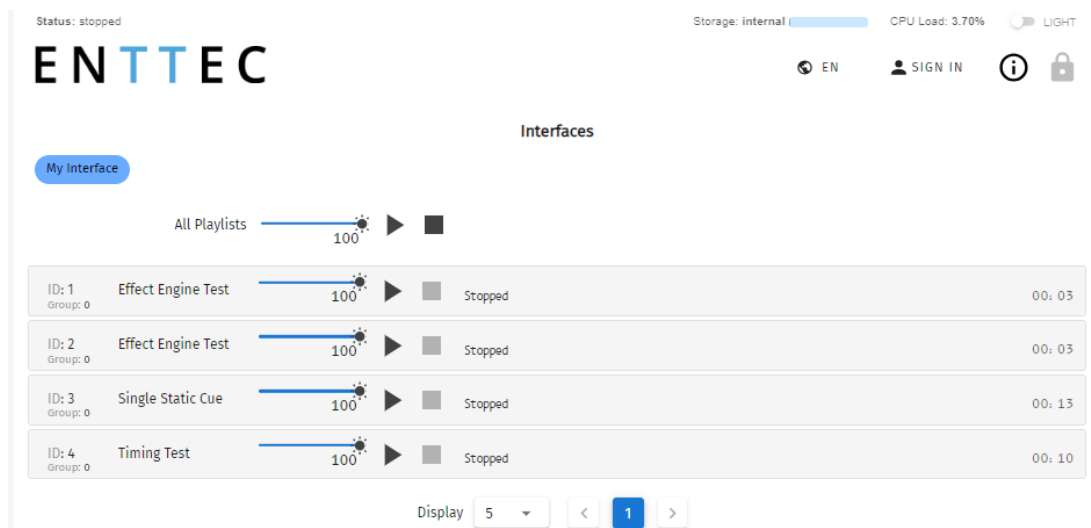 Status: stopped Storage: internal CPU Load: 3.70% LIGHT
ENTTEC
EN SIGN IN
Interfaces
My Interface
All Playlists 100
ID: 1 Effect Engine Test 100 Stopped 00: 03
Group: 0
ID: 2 Effect Engine Test 100 Stopped 00: 03
Group: 0
ID: 3 Single Static Cue 100 Stopped 00: 13
Group: 0
ID: 4 Timing Test 100 Stopped 00: 10
Group: 0
Display 5 < 1 >